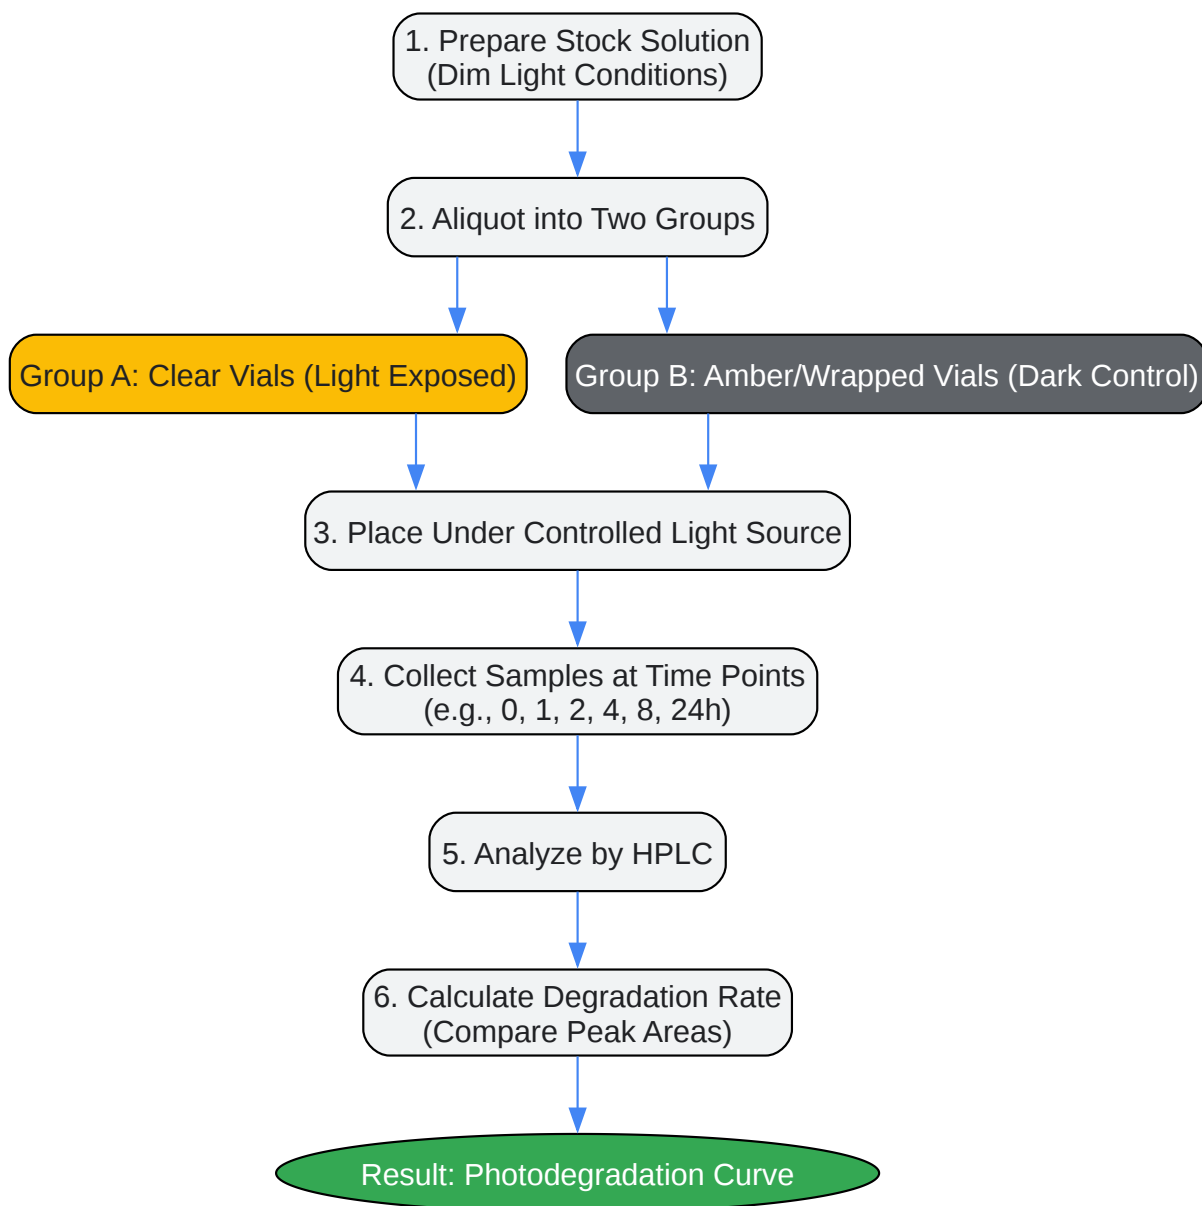 1. Prepare Stock Solution
(Dim Light Conditions)
2. Aliquot into Two Groups
Group A: Clear Vials (Light Exposed)
Group B: Amber/Wrapped Vials (Dark Control)
3. Place Under Controlled Light Source
4. Collect Samples at Time Points
(e.g., 0, 1, 2, 4, 8, 24h)
5. Analyze by HPLC
6. Calculate Degradation Rate
(Compare Peak Areas)
Result: Photodegradation Curve